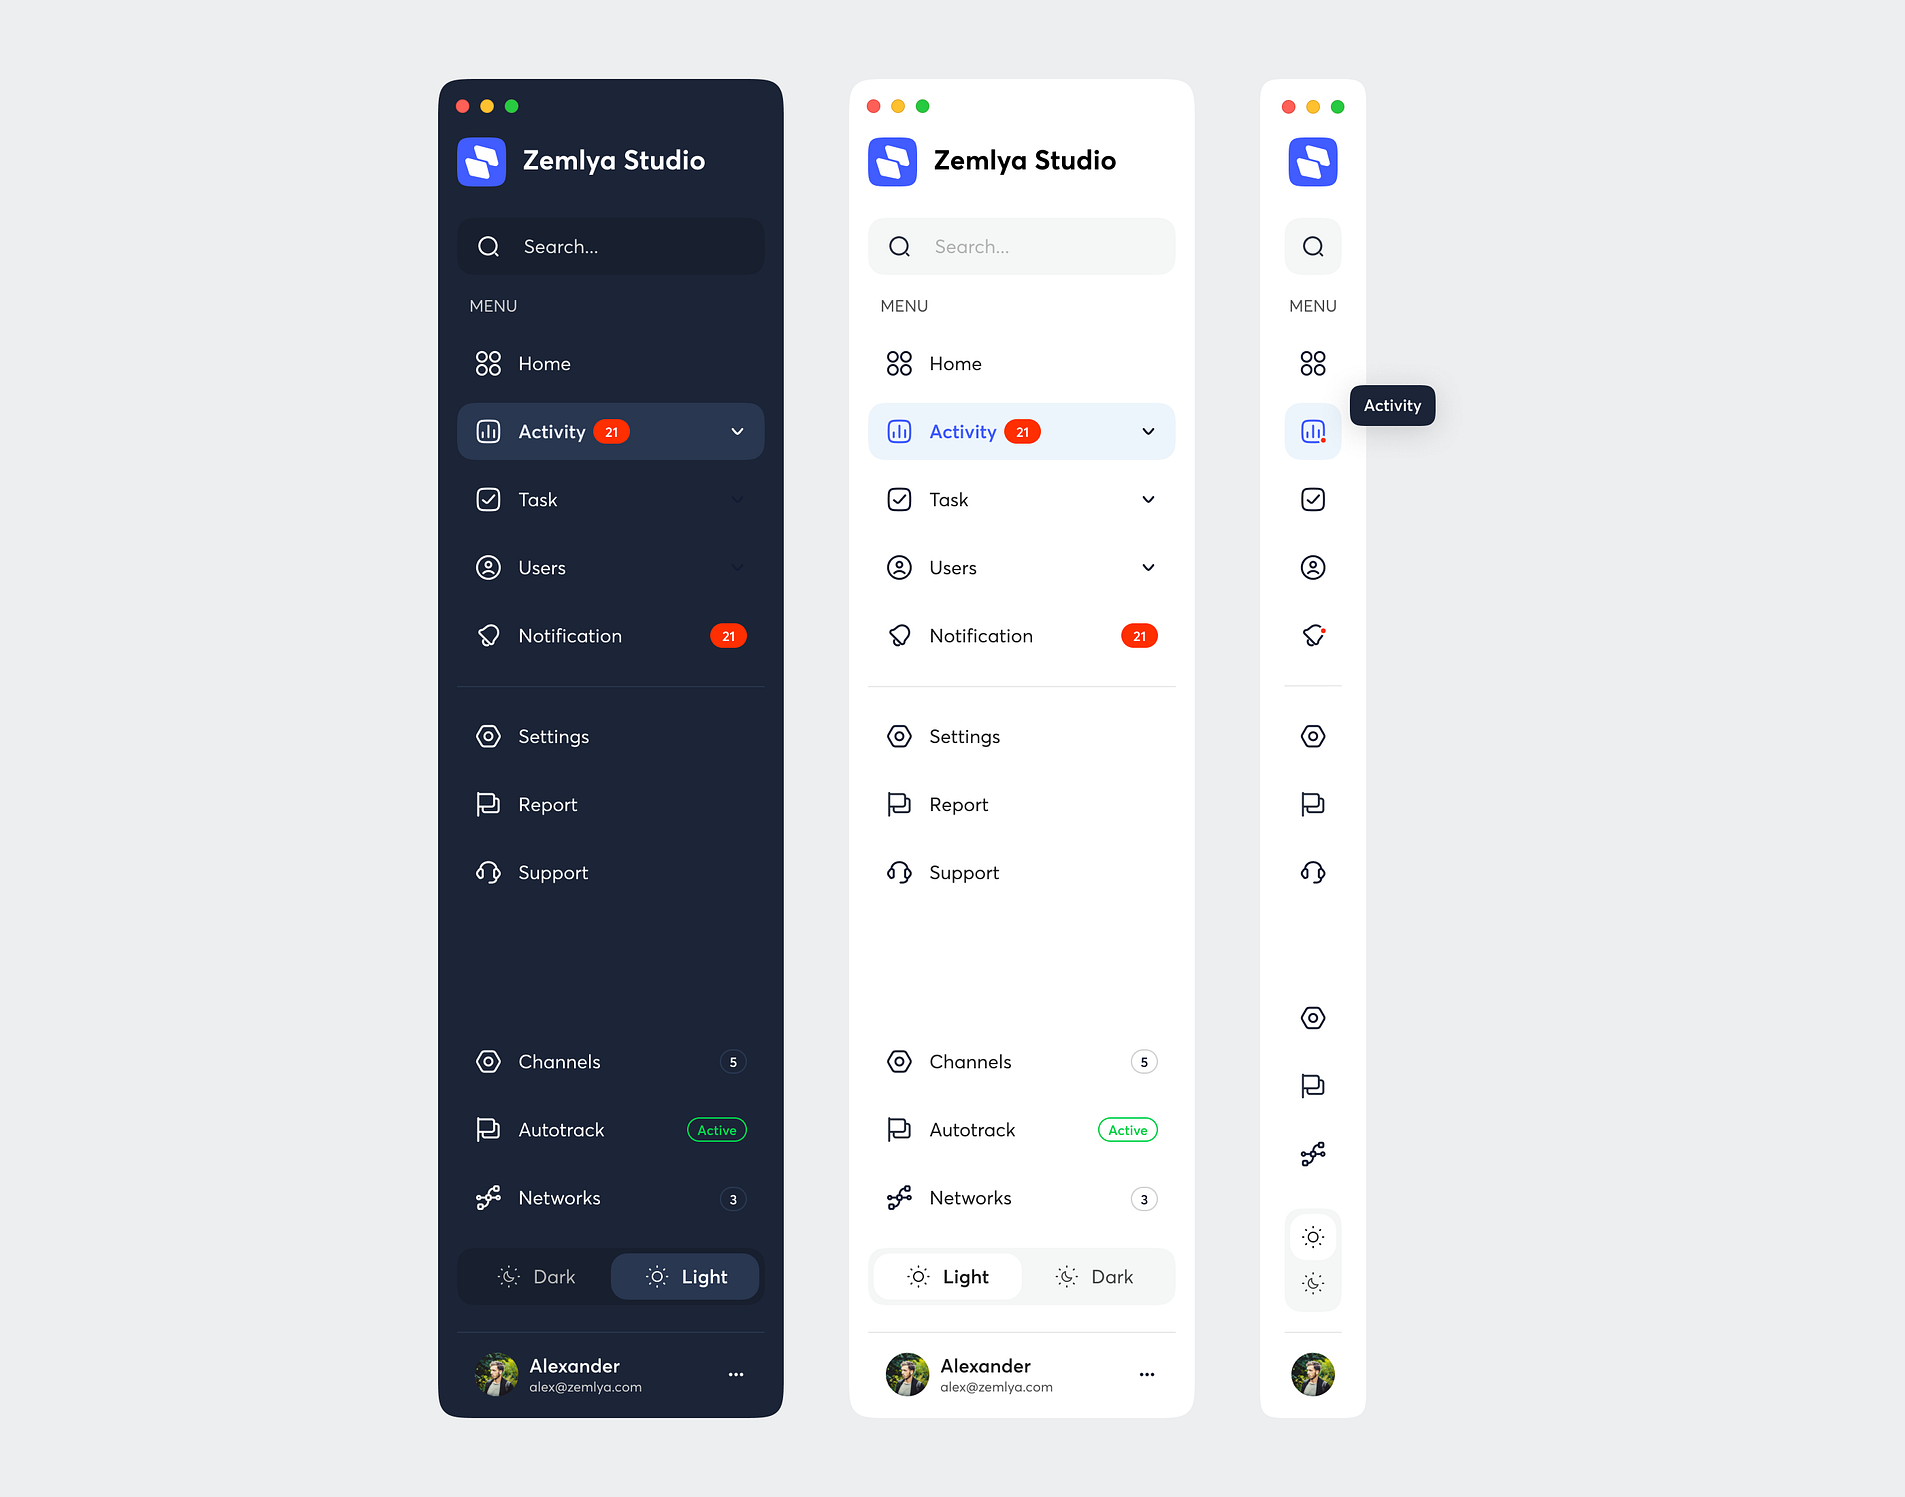 Zemlya Studio
Search...
MENU
Home
Activity 21
Task
Users
Notification 21
Settings
Report
Support
Channels 5
Autotrack Active
Networks 3
Dark Light
Alexander
alex@zemlya.com
Zemlya Studio
Search...
MENU
Home
Activity 21
Task
Users
Notification 21
Settings
Report
Support
Channels 5
Autotrack Active
Networks 3
Light Dark
Alexander
alex@zemlya.com
MENU
Activity